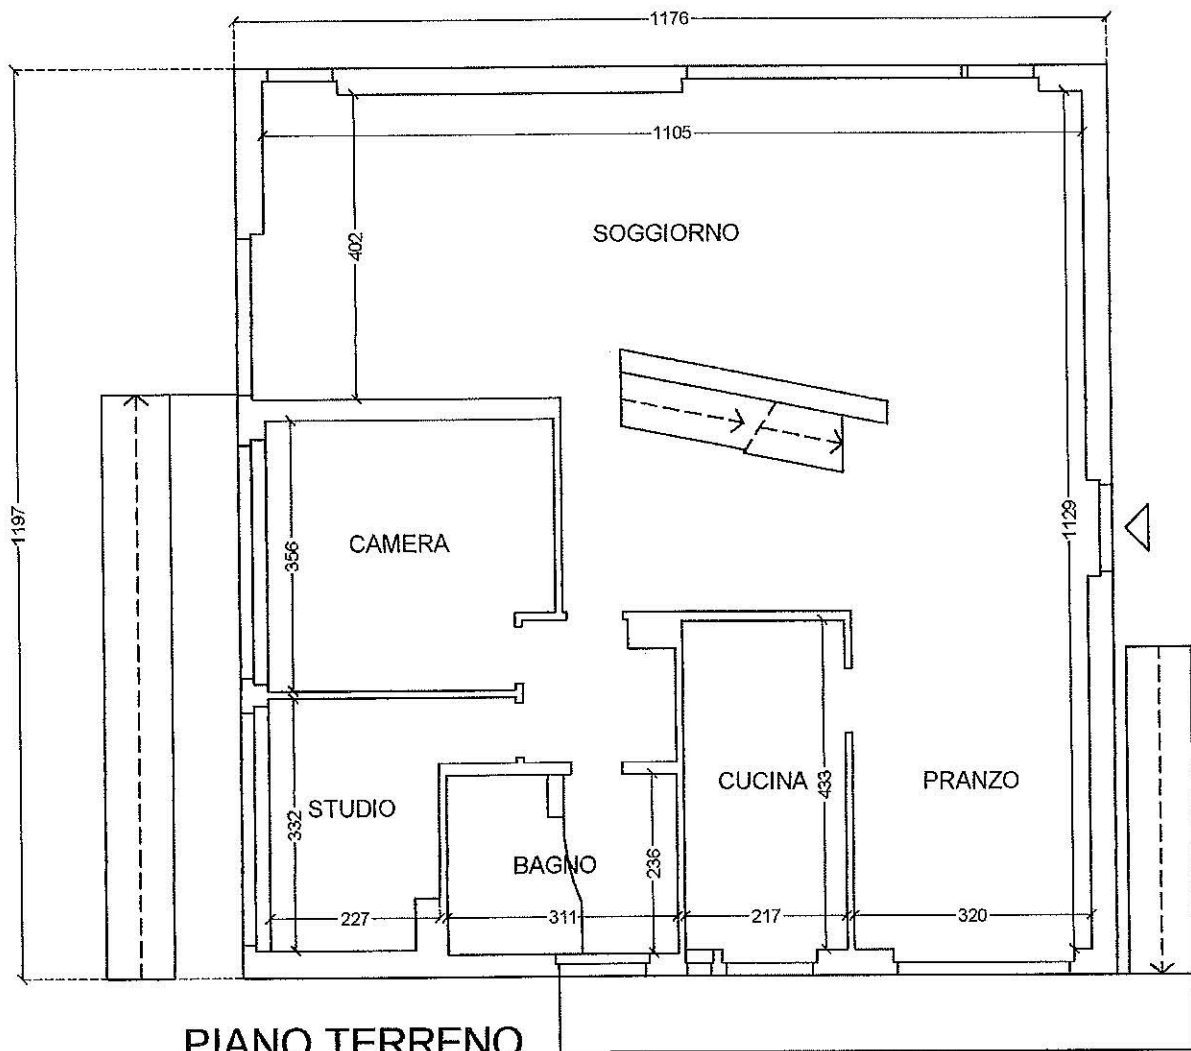 1176
1105
SOGGIORNO
402
1197
356
CAMERA
1129
332
STUDIO
CUCINA
433
PRANZO
BAGNO
236
227
311
217
320
PIANO TERRENO